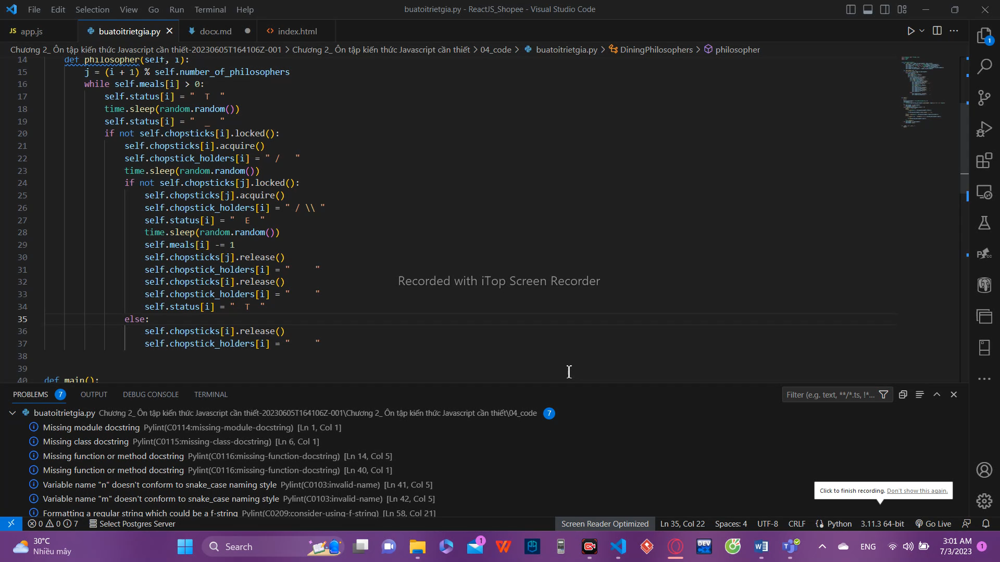 File Edit Selection View Go Run Terminal Help
buatoitrietgia.py - ReactJS_Shopee - Visual Studio Code
JS app.js
buatoitrietgia.py
docx.md
index.html
Chương 2_ Ôn tập kiến thức Javascript cần thiết-20230605T164106Z-001 > Chương 2_ Ôn tập kiến thức Javascript cần thiết > 04_code > buatoitrietgia.py > DiningPhilosophers > philosopher
14 def philosopher(self, i):
15 j = (i + 1) % self.number_of_philosophers
16 while self.meals[i] > 0:
17 self.status[i] = "  T  "
18 time.sleep(random.random())
19 self.status[i] = "  _  "
20 if not self.chopsticks[i].locked():
21 self.chopsticks[i].acquire()
22 self.chopstick_holders[i] = " /   "
23 time.sleep(random.random())
24 if not self.chopsticks[j].locked():
25 self.chopsticks[j].acquire()
26 self.chopstick_holders[i] = " / \\ "
27 self.status[i] = "  E  "
28 time.sleep(random.random())
29 self.meals[i] -= 1
30 self.chopsticks[j].release()
31 self.chopstick_holders[i] = "     "
32 self.chopsticks[i].release()
33 self.chopstick_holders[i] = "     "
34 self.status[i] = "  T  "
35 else:
36 self.chopsticks[i].release()
37 self.chopstick_holders[i] = "     "
38
39
40 def main():
Recorded with iTop Screen Recorder
1
PROBLEMS 7 OUTPUT DEBUG CONSOLE TERMINAL
Filter (e.g. text, **/*.ts, !*...
buatoitrietgia.py Chương 2_ Ôn tập kiến thức Javascript cần thiết-20230605T164106Z-001\Chương 2_ Ôn tập kiến thức Javascript cần thiết\04_code 7
Missing module docstring Pylint(C0114:missing-module-docstring) [Ln 1, Col 1]
Missing class docstring Pylint(C0115:missing-class-docstring) [Ln 6, Col 1]
Missing function or method docstring Pylint(C0116:missing-function-docstring) [Ln 14, Col 5]
Missing function or method docstring Pylint(C0116:missing-function-docstring) [Ln 40, Col 1]
Variable name "n" doesn't conform to snake_case naming style Pylint(C0103:invalid-name) [Ln 41, Col 5]
Variable name "m" doesn't conform to snake_case naming style Pylint(C0103:invalid-name) [Ln 42, Col 5]
Formatting a regular string which could be a f-string Pylint(C0209:consider-using-f-string) [Ln 58, Col 21]
Click to finish recording. Don't show this again.
0 0 7 Select Postgres Server
Screen Reader Optimized Ln 35, Col 22 Spaces: 4 UTF-8 CRLF Python 3.11.3 64-bit Go Live
30°C
Nhiều mây
Search
1
DEV
ENG
3:01 AM
7/3/2023
1